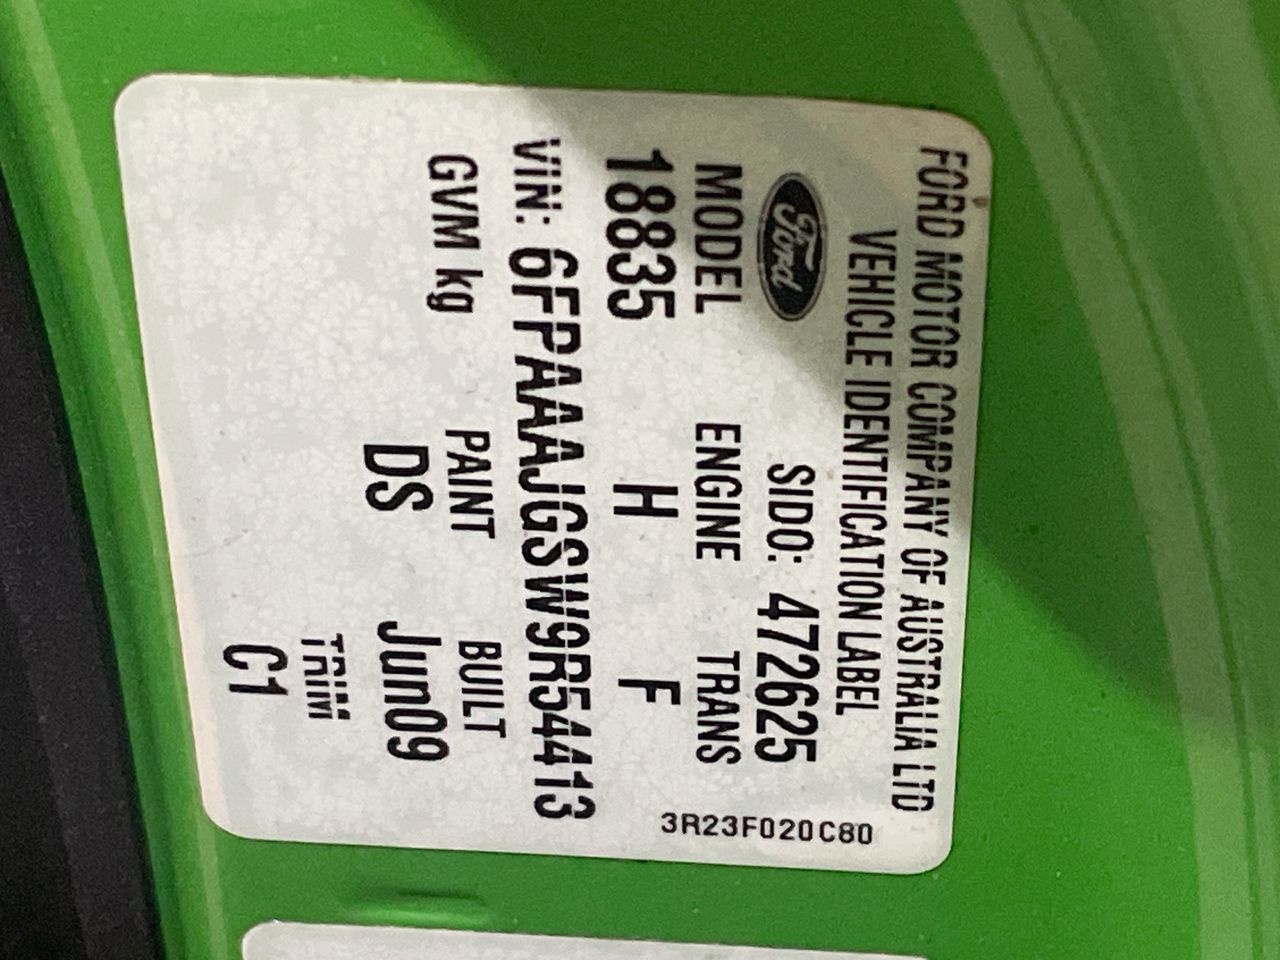 FORD MOTOR COMPANY OF AUSTRALIA LTD
VEHICLE IDENTIFICATION LABEL
Ford
SIDO: 472625
3R23F020C80
MODEL ENGINE TRANS
18835 H F
VIN: 6FPAAAJGSW9R54413
GVM kg PAINT BUILT
DS Jun09
TRIM
C1